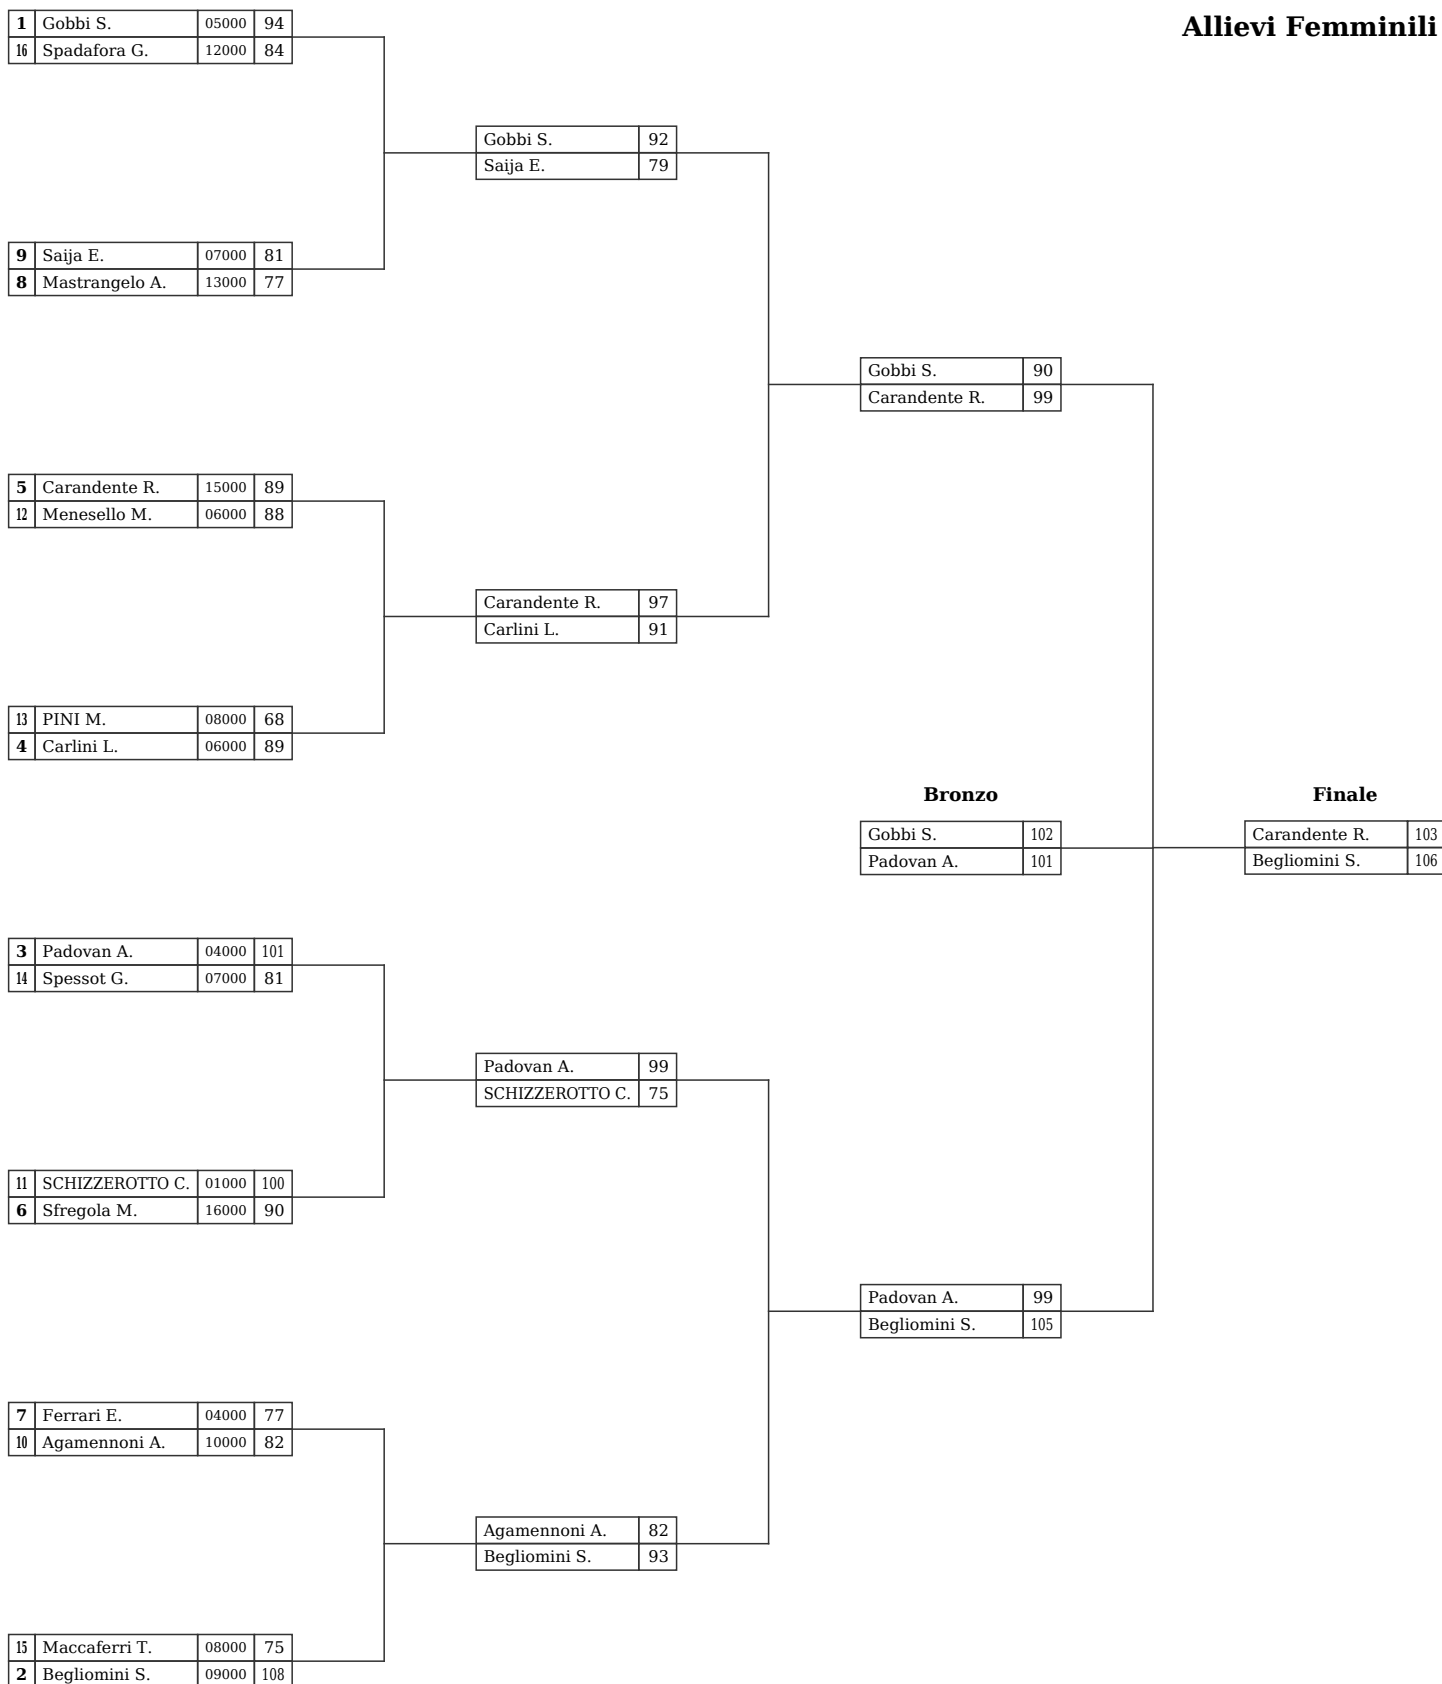 Allievi Femminili
1 Gobbi S. 05000 94
16 Spadafora G. 12000 84
Gobbi S. 92
Saija E. 79
9 Saija E. 07000 81
8 Mastrangelo A. 13000 77
Gobbi S. 90
Carandente R. 99
5 Carandente R. 15000 89
12 Menesello M. 06000 88
Carandente R. 97
Carlini L. 91
13 PINI M. 08000 68
4 Carlini L. 06000 89
Bronzo Finale
Gobbi S. 102 Carandente R. 103
Padovan A. 101 Begliomini S. 106
3 Padovan A. 04000 101
14 Spessot G. 07000 81
Padovan A. 99
SCHIZZEROTTO C. 75
11 SCHIZZEROTTO C. 01000 100
6 Sfregola M. 16000 90
Padovan A. 99
Begliomini S. 105
7 Ferrari E. 04000 77
10 Agamennoni A. 10000 82
Agamennoni A. 82
Begliomini S. 93
15 Maccaferri T. 08000 75
2 Begliomini S. 09000 108